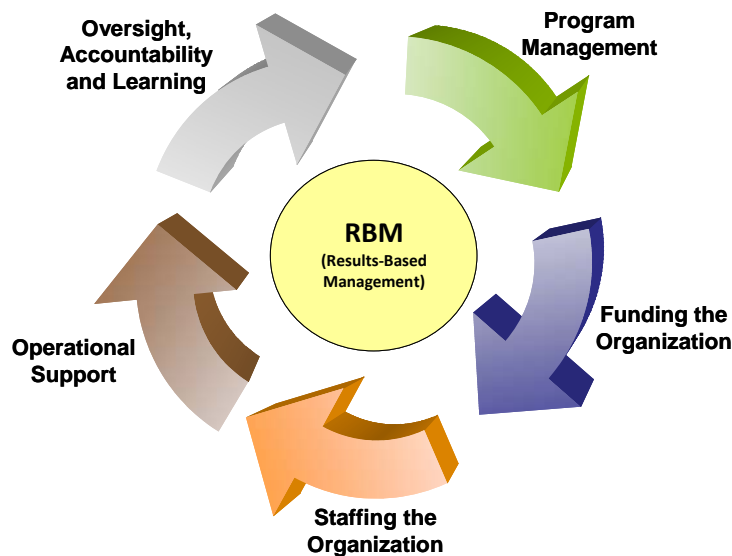 Oversight,
Accountability
and Learning
Program
Management
RBM
(Results-Based
Management)
Funding the
Organization
Operational
Support
Staffing the
Organization